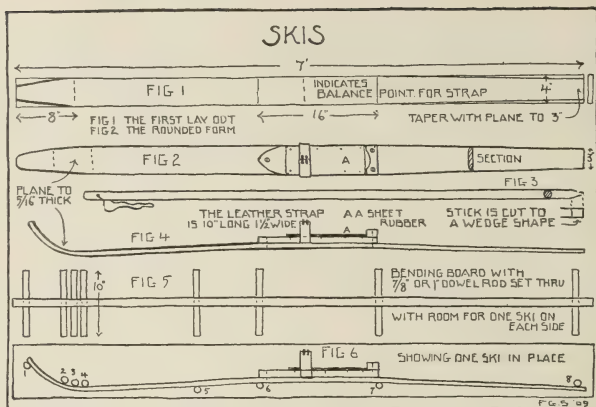 SKIS
7'
FIG 1
INDICATES
BALANCE POINT FOR STRAP
4"
8"
FIG 1 THE FIRST LAY OUT
FIG 2 THE ROUNDED FORM
16"
TAPER WITH PLANE TO 3"
FIG 2
A
SECTION
3"
PLANE TO
5/16 THICK
FIG 3
THE LEATHER STRAP
IS 10" LONG 1 1/2 WIDE
A A SHEET
RUBBER
STICK IS CUT TO
A WEDGE SHAPE
FIG 4
A
FIG 5
10"
BENDING BOARD WITH
7/8" OR 1" DOWEL ROD SET THRU
WITH ROOM FOR ONE SKI ON
EACH SIDE
FIG 6
SHOWING ONE SKI IN PLACE
1 2 3 4 5 6 7 8
F.G.S '09